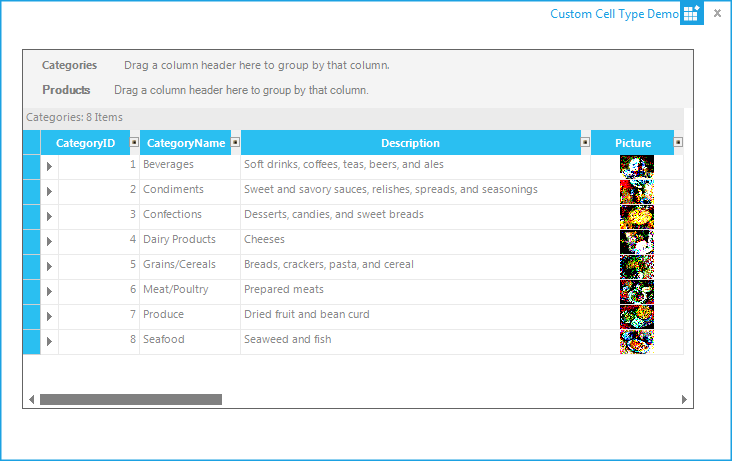 Custom Cell Type Demo
Categories Drag a column header here to group by that column.
Products Drag a column header here to group by that column.
Categories: 8 Items
CategoryID CategoryName Description Picture
1 Beverages Soft drinks, coffees, teas, beers, and ales
2 Condiments Sweet and savory sauces, relishes, spreads, and seasonings
3 Confections Desserts, candies, and sweet breads
4 Dairy Products Cheeses
5 Grains/Cereals Breads, crackers, pasta, and cereal
6 Meat/Poultry Prepared meats
7 Produce Dried fruit and bean curd
8 Seafood Seaweed and fish